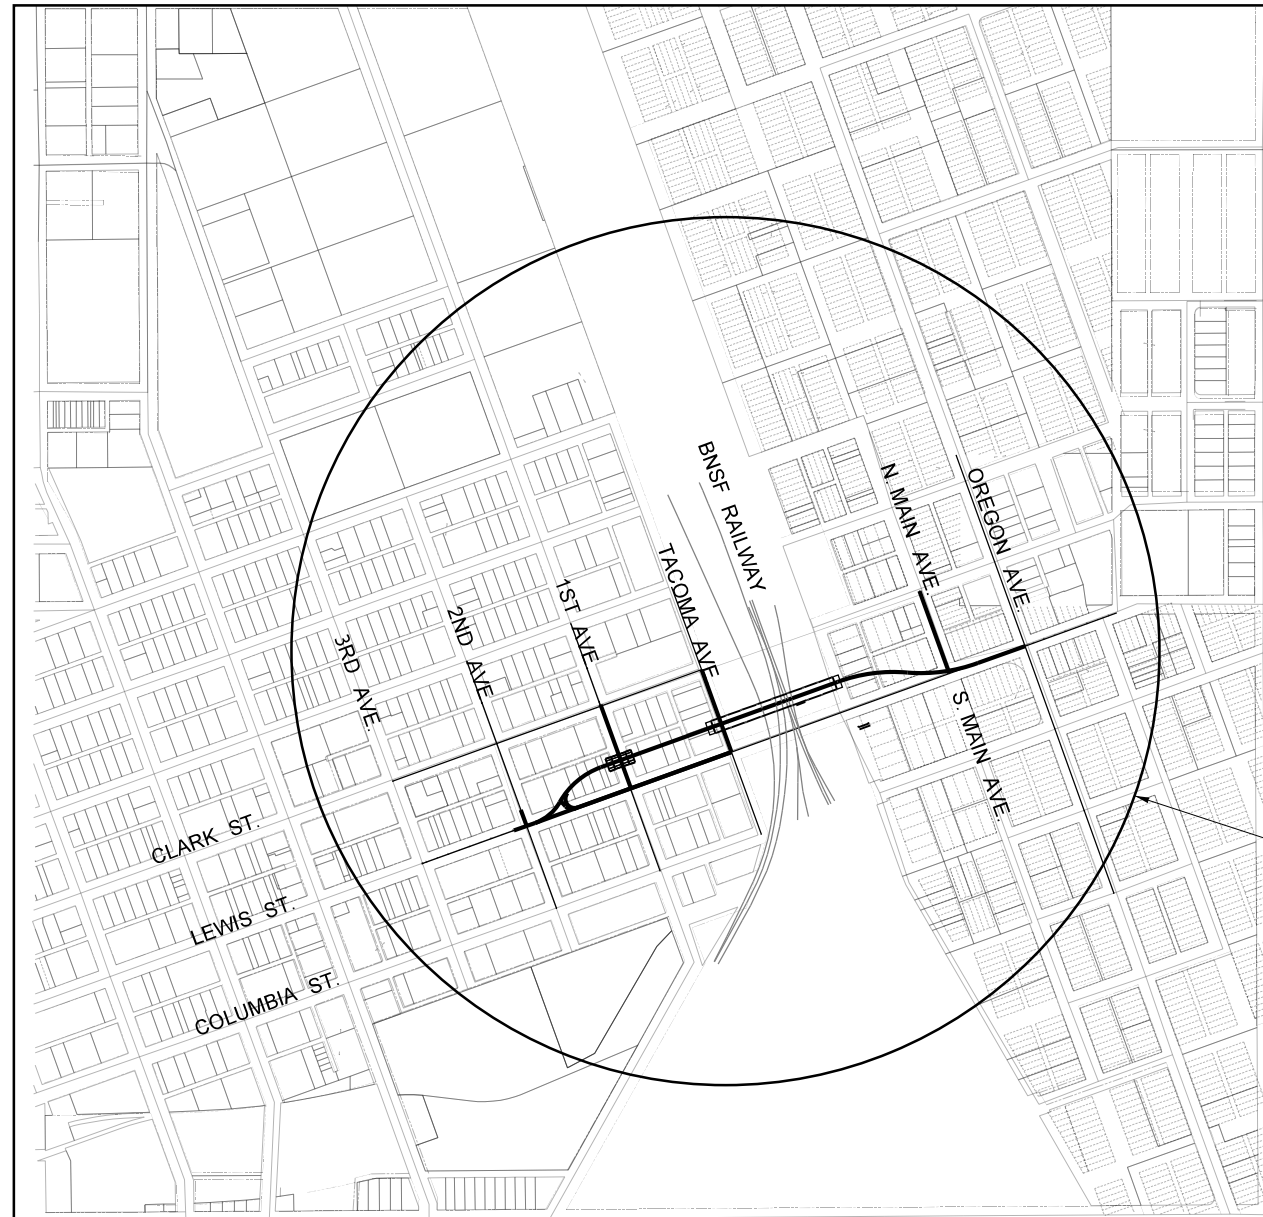 BNSF RAILWAY
N. MAIN AVE.
OREGON AVE.
TACOMA AVE
1ST AVE
2ND AVE
3RD AVE.
S. MAIN AVE.
CLARK ST.
LEWIS ST.
COLUMBIA ST.